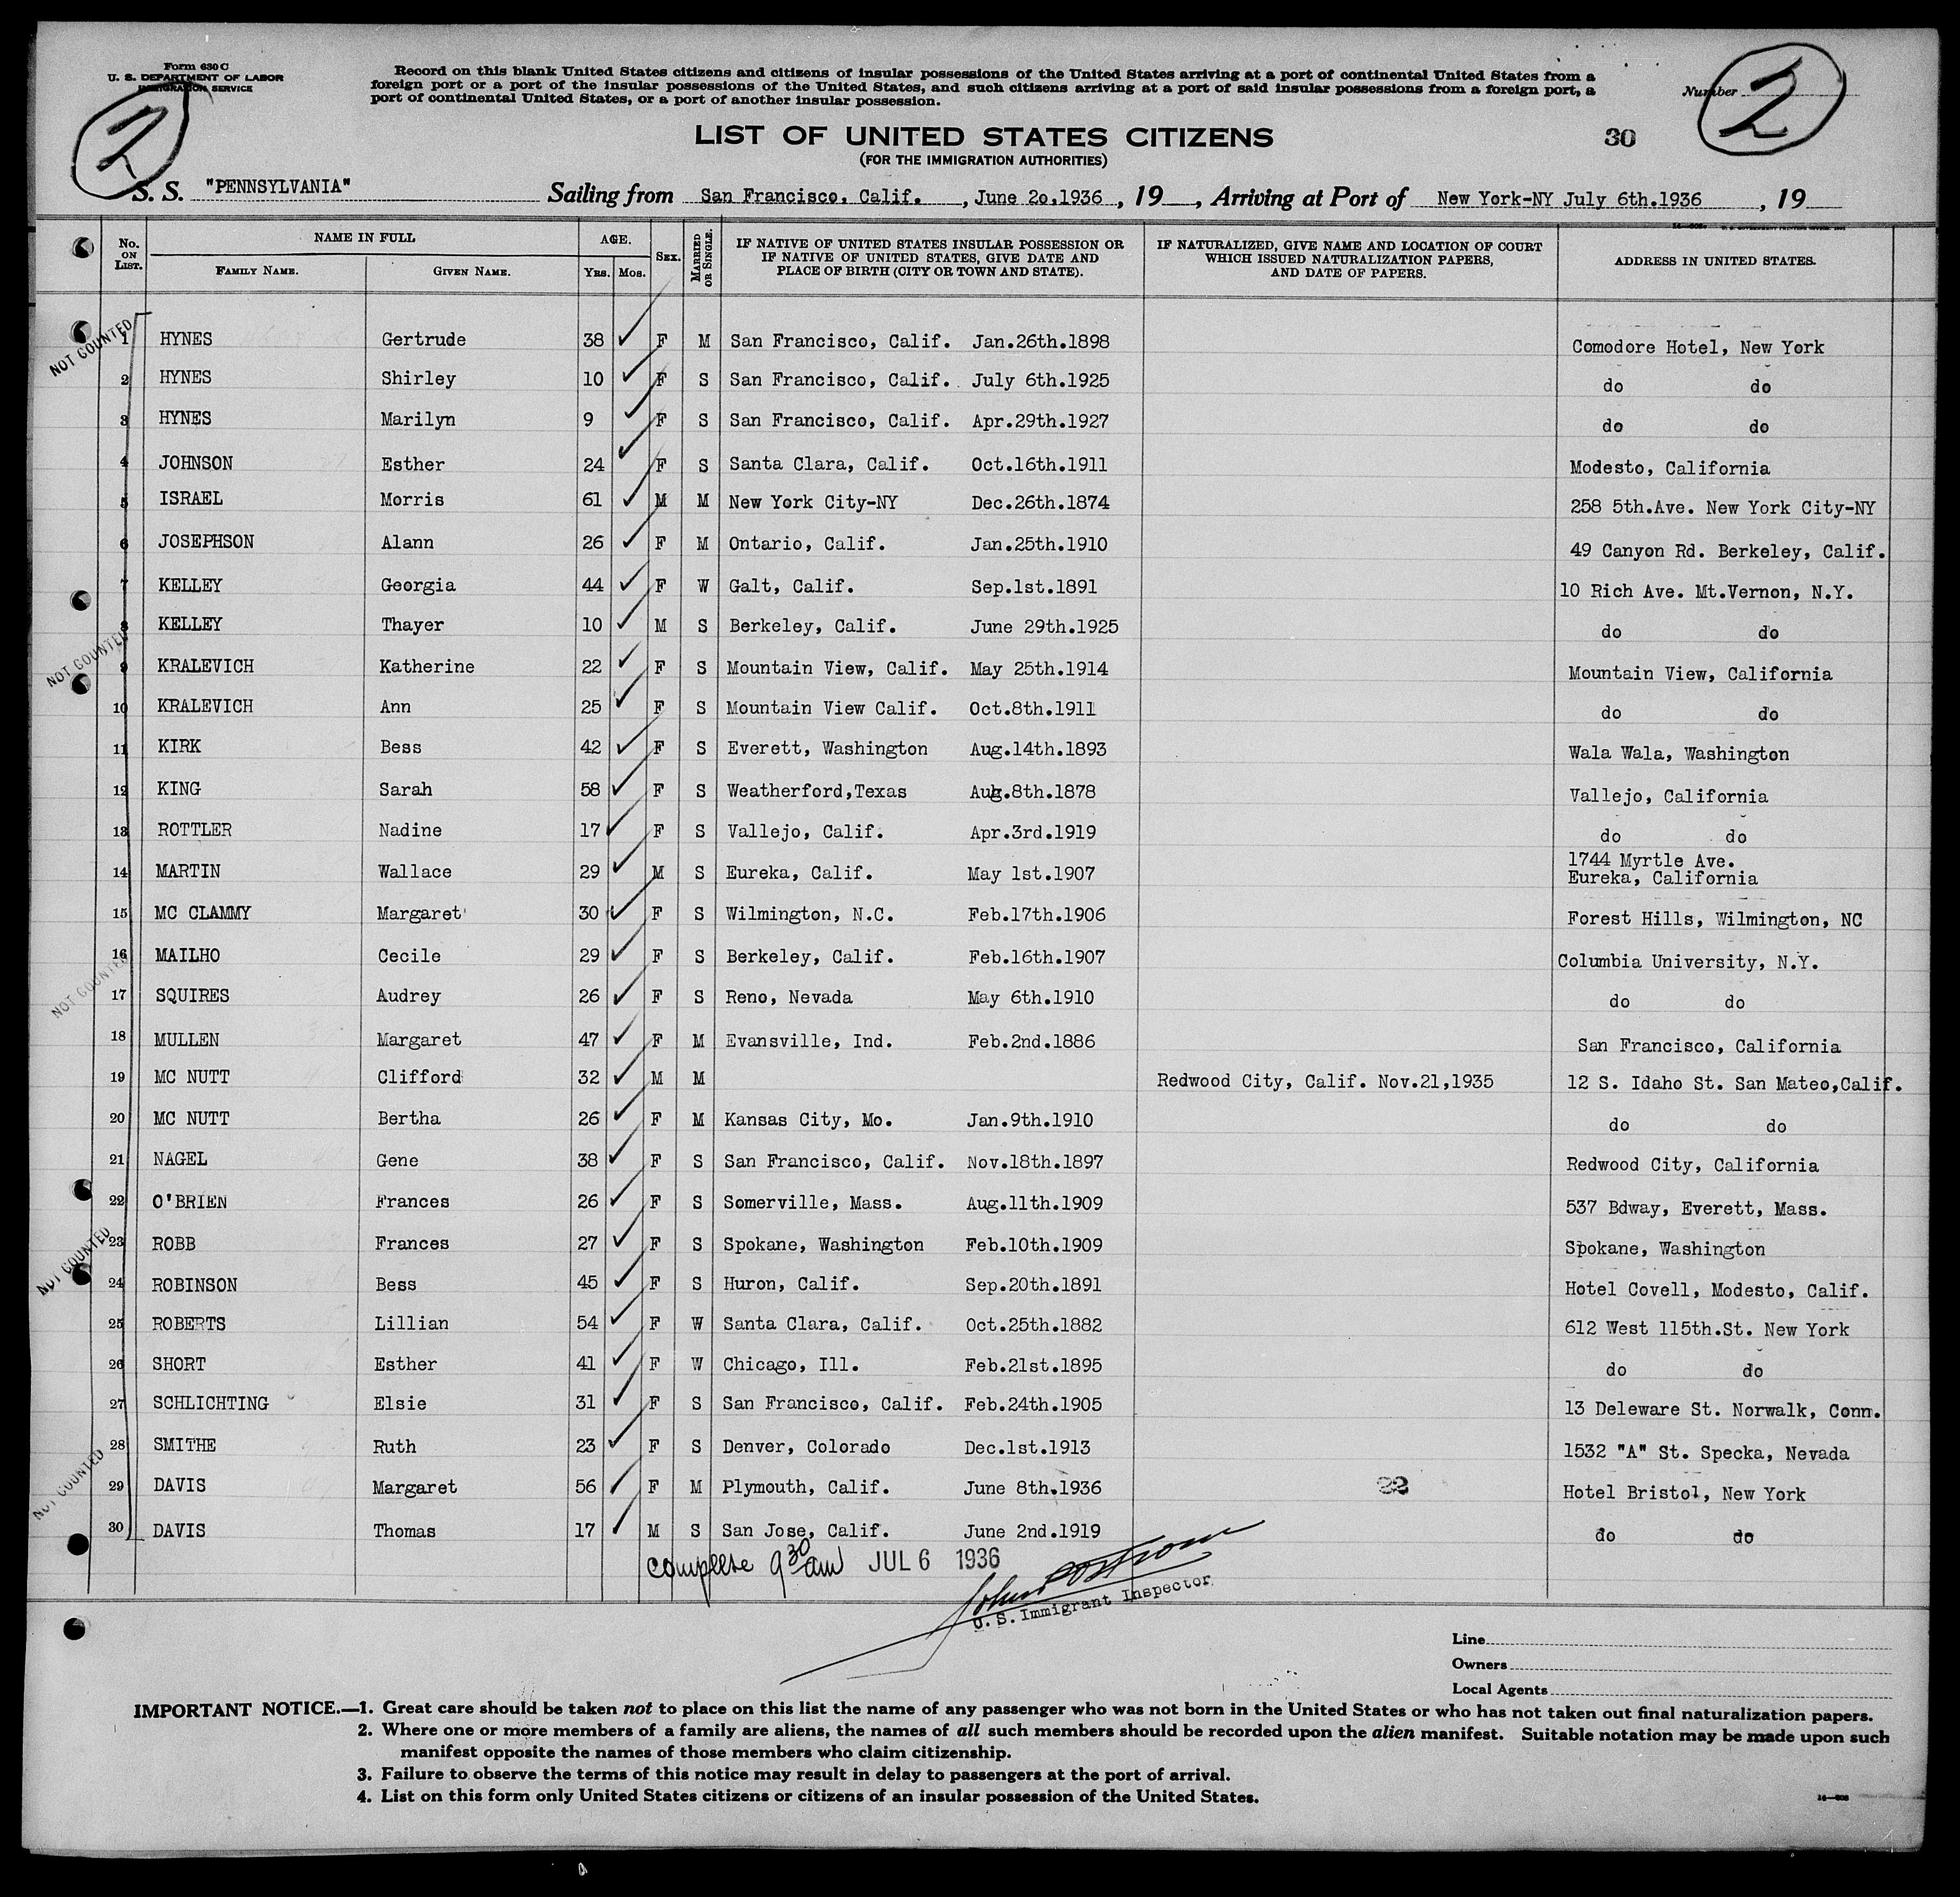 Form 630 C
U. S. DEPARTMENT OF LABOR
IMMIGRATION SERVICE
Record on this blank United States citizens and citizens of insular possessions of the United States arriving at a port of continental United States from a
foreign port or a port of the insular possessions of the United States, and such citizens arriving at a port of said insular possessions from a foreign port, a
port of continental United States, or a port of another insular possession.
Number
2
2
LIST OF UNITED STATES CITIZENS
30
(FOR THE IMMIGRATION AUTHORITIES)
S. S. "PENNSYLVANIA" Sailing from San Francisco, Calif. , June 2o,1936 , 19 , Arriving at Port of New York-NY July 6th.1936 , 19
No. ON LIST. NAME IN FULL FAMILY NAME. GIVEN NAME. AGE. YRS. MOS. SEX. MARRIED OR SINGLE. IF NATIVE OF UNITED STATES INSULAR POSSESSION OR IF NATIVE OF UNITED STATES, GIVE DATE AND PLACE OF BIRTH (CITY OR TOWN AND STATE). IF NATURALIZED, GIVE NAME AND LOCATION OF COURT WHICH ISSUED NATURALIZATION PAPERS, AND DATE OF PAPERS. ADDRESS IN UNITED STATES.
NOT COUNTED
1 HYNES Gertrude 38 F M San Francisco, Calif. Jan.26th.1898 Comodore Hotel, New York
2 HYNES Shirley 10 F S San Francisco, Calif. July 6th.1925 do do
3 HYNES Marilyn 9 F S San Francisco, Calif. Apr.29th.1927 do do
4 JOHNSON Esther 24 F S Santa Clara, Calif. Oct.16th.1911 Modesto, California
5 ISRAEL Morris 61 M M New York City-NY Dec.26th.1874 258 5th.Ave. New York City-NY
6 JOSEPHSON Alann 26 F M Ontario, Calif. Jan.25th.1910 49 Canyon Rd. Berkeley, Calif.
7 KELLEY Georgia 44 F W Galt, Calif. Sep.1st.1891 10 Rich Ave. Mt.Vernon, N.Y.
8 KELLEY Thayer 10 M S Berkeley, Calif. June 29th.1925 do do
NOT COUNTED
9 KRALEVICH Katherine 22 F S Mountain View, Calif. May 25th.1914 Mountain View, California
10 KRALEVICH Ann 25 F S Mountain View Calif. Oct.8th.1911 do do
11 KIRK Bess 42 F S Everett, Washington Aug.14th.1893 Wala Wala, Washington
12 KING Sarah 58 F S Weatherford,Texas Aug.8th.1878 Vallejo, California
13 ROTTLER Nadine 17 F S Vallejo, Calif. Apr.3rd.1919 do do
14 MARTIN Wallace 29 M S Eureka, Calif. May 1st.1907 1744 Myrtle Ave.
Eureka, California
15 MC CLAMMY Margaret 30 F S Wilmington, N.C. Feb.17th.1906 Forest Hills, Wilmington, NC
16 MAILHO Cecile 29 F S Berkeley, Calif. Feb.16th.1907 Columbia University, N.Y.
NOT COUNTED
17 SQUIRES Audrey 26 F S Reno, Nevada May 6th.1910 do do
18 MULLEN Margaret 47 F M Evansville, Ind. Feb.2nd.1886 San Francisco, California
19 MC NUTT Clifford 32 M M Redwood City, Calif. Nov.21,1935 12 S. Idaho St. San Mateo,Calif.
20 MC NUTT Bertha 26 F M Kansas City, Mo. Jan.9th.1910 do do
21 NAGEL Gene 38 F S San Francisco, Calif. Nov.18th.1897 Redwood City, California
22 O'BRIEN Frances 26 F S Somerville, Mass. Aug.11th.1909 537 Bdway, Everett, Mass.
23 ROBB Frances 27 F S Spokane, Washington Feb.10th.1909 Spokane, Washington
NOT COUNTED
24 ROBINSON Bess 45 F S Huron, Calif. Sep.20th.1891 Hotel Covell, Modesto, Calif.
25 ROBERTS Lillian 54 F W Santa Clara, Calif. Oct.25th.1882 612 West 115th.St. New York
26 SHORT Esther 41 F W Chicago, Ill. Feb.21st.1895 do do
27 SCHLICHTING Elsie 31 F S San Francisco, Calif. Feb.24th.1905 13 Deleware St. Norwalk, Conn.
28 SMITHE Ruth 23 F S Denver, Colorado Dec.1st.1913 1532 "A" St. Specka, Nevada
NOT COUNTED
29 DAVIS Margaret 56 F M Plymouth, Calif. June 8th.1936 22 Hotel Bristol, New York
30 DAVIS Thomas 17 M S San Jose, Calif. June 2nd.1919 do do
complete 9 30 am JUL 6 1936
John
U.S. Immigrant Inspector
Line
Owners
Local Agents
IMPORTANT NOTICE.—1. Great care should be taken not to place on this list the name of any passenger who was not born in the United States or who has not taken out final naturalization papers.
2. Where one or more members of a family are aliens, the names of all such members should be recorded upon the alien manifest. Suitable notation may be made upon such
manifest opposite the names of those members who claim citizenship.
3. Failure to observe the terms of this notice may result in delay to passengers at the port of arrival.
4. List on this form only United States citizens or citizens of an insular possession of the United States.